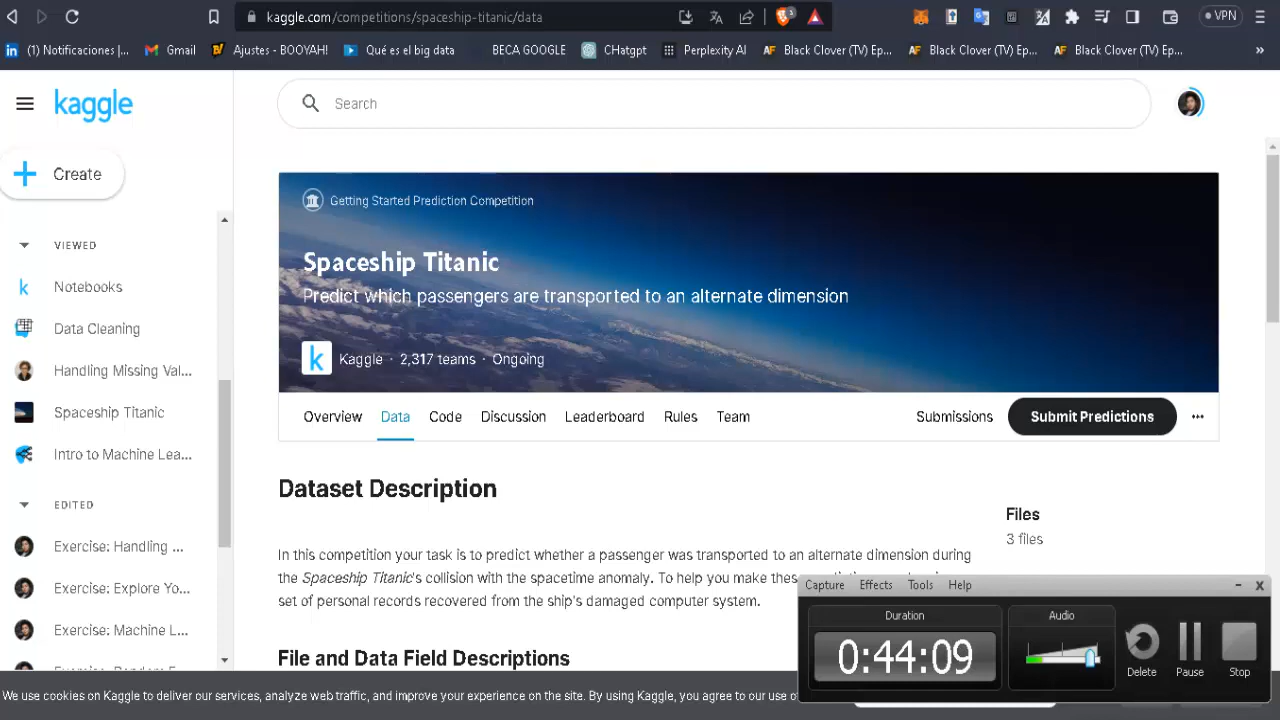 kaggle.com/competitions/spaceship-titanic/data
VPN
(1) Notificaciones |...
Gmail
Ajustes - BOOYAH!
Qué es el big data
BECA GOOGLE
CHatgpt
Perplexity AI
Black Clover (TV) Ep...
Black Clover (TV) Ep...
Black Clover (TV) Ep...
kaggle
Search
Create
VIEWED
Notebooks
Data Cleaning
Handling Missing Val...
Spaceship Titanic
Intro to Machine Lea...
EDITED
Exercise: Handling ...
Exercise: Explore Yo...
Exercise: Machine L...
Getting Started Prediction Competition
Spaceship Titanic
Predict which passengers are transported to an alternate dimension
Kaggle · 2,317 teams · Ongoing
Overview
Data
Code
Discussion
Leaderboard
Rules
Team
Submissions
Submit Predictions
Dataset Description
In this competition your task is to predict whether a passenger was transported to an alternate dimension during
the Spaceship Titanic's collision with the spacetime anomaly. To help you make
set of personal records recovered from the ship's damaged computer system.
File and Data Field Descriptions
Files
3 files
Capture
Effects
Tools
Help
Duration
0:44:09
Audio
Delete
Pause
Stop
We use cookies on Kaggle to deliver our services, analyze web traffic, and improve your experience on the site. By using Kaggle, you agree to our use